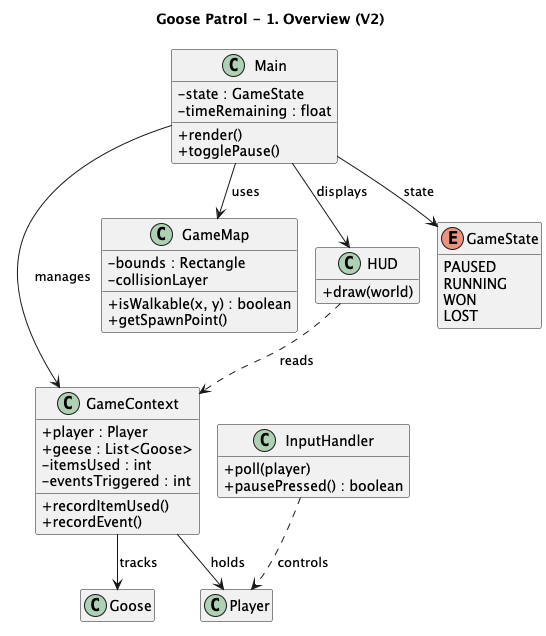 Goose Patrol – 1. Overview (V2)
C Main
-state : GameState
-timeRemaining : float
+render()
+togglePause()
uses
displays
state
manages
C GameMap
-bounds : Rectangle
-collisionLayer
+isWalkable(x, y) : boolean
+getSpawnPoint()
C HUD
+draw(world)
E GameState
PAUSED
RUNNING
WON
LOST
reads
C GameContext
+player : Player
+geese : List<Goose>
-itemsUsed : int
-eventsTriggered : int
+recordItemUsed()
+recordEvent()
C InputHandler
+poll(player)
+pausePressed() : boolean
tracks
holds
controls
C Goose
C Player